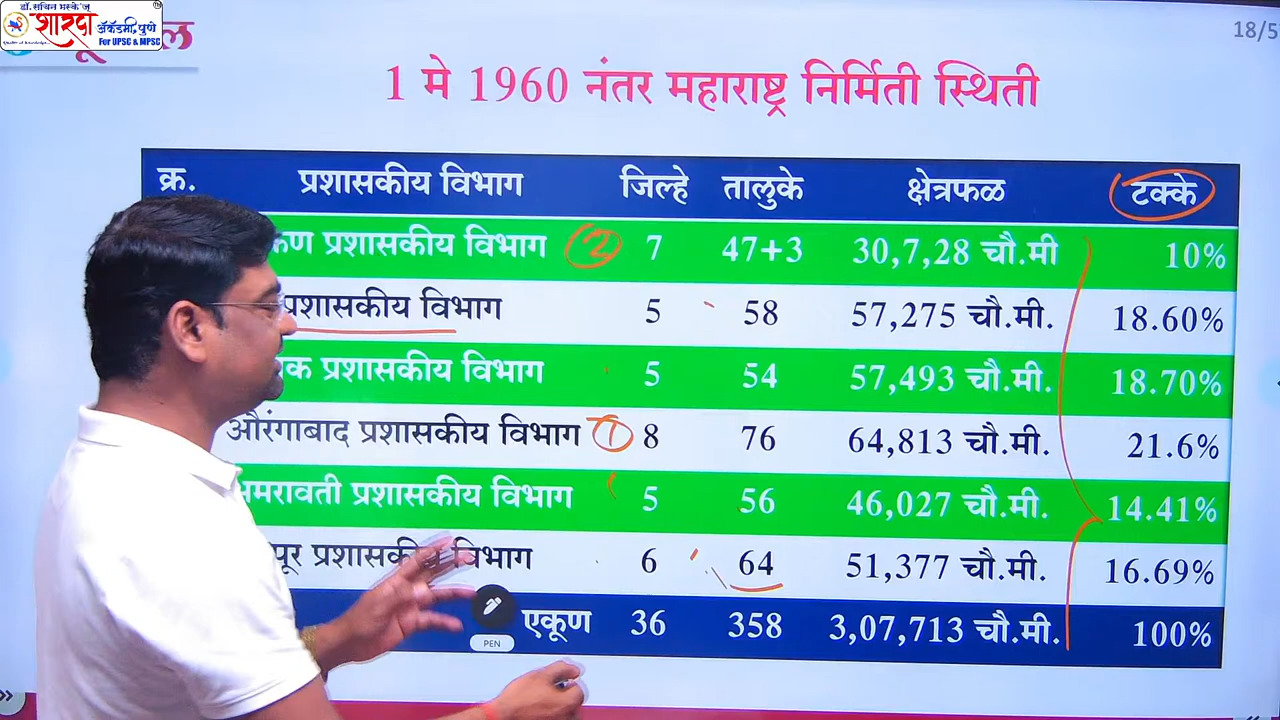 डॉ. सचिन भस्के'ज्
शारदा
अ‍ॅकॅडमी, पुणे
For UPSC & MPSC
18/5
1 मे 1960 नंतर महाराष्ट्र निर्मिती स्थिती
क्र. प्रशासकीय विभाग जिल्हे तालुके क्षेत्रफळ टक्के
प्रशासकीय विभाग 2 7 47+3 30,7,28 चौ.मी 10%
प्रशासकीय विभाग 5 58 57,275 चौ.मी. 18.60%
प्रशासकीय विभाग 5 54 57,493 चौ.मी. 18.70%
औरंगाबाद प्रशासकीय विभाग 1 8 76 64,813 चौ.मी. 21.6%
अमरावती प्रशासकीय विभाग 5 56 46,027 चौ.मी. 14.41%
प्रशासकीय विभाग 6 64 51,377 चौ.मी. 16.69%
एकूण 36 358 3,07,713 चौ.मी. 100%
PEN